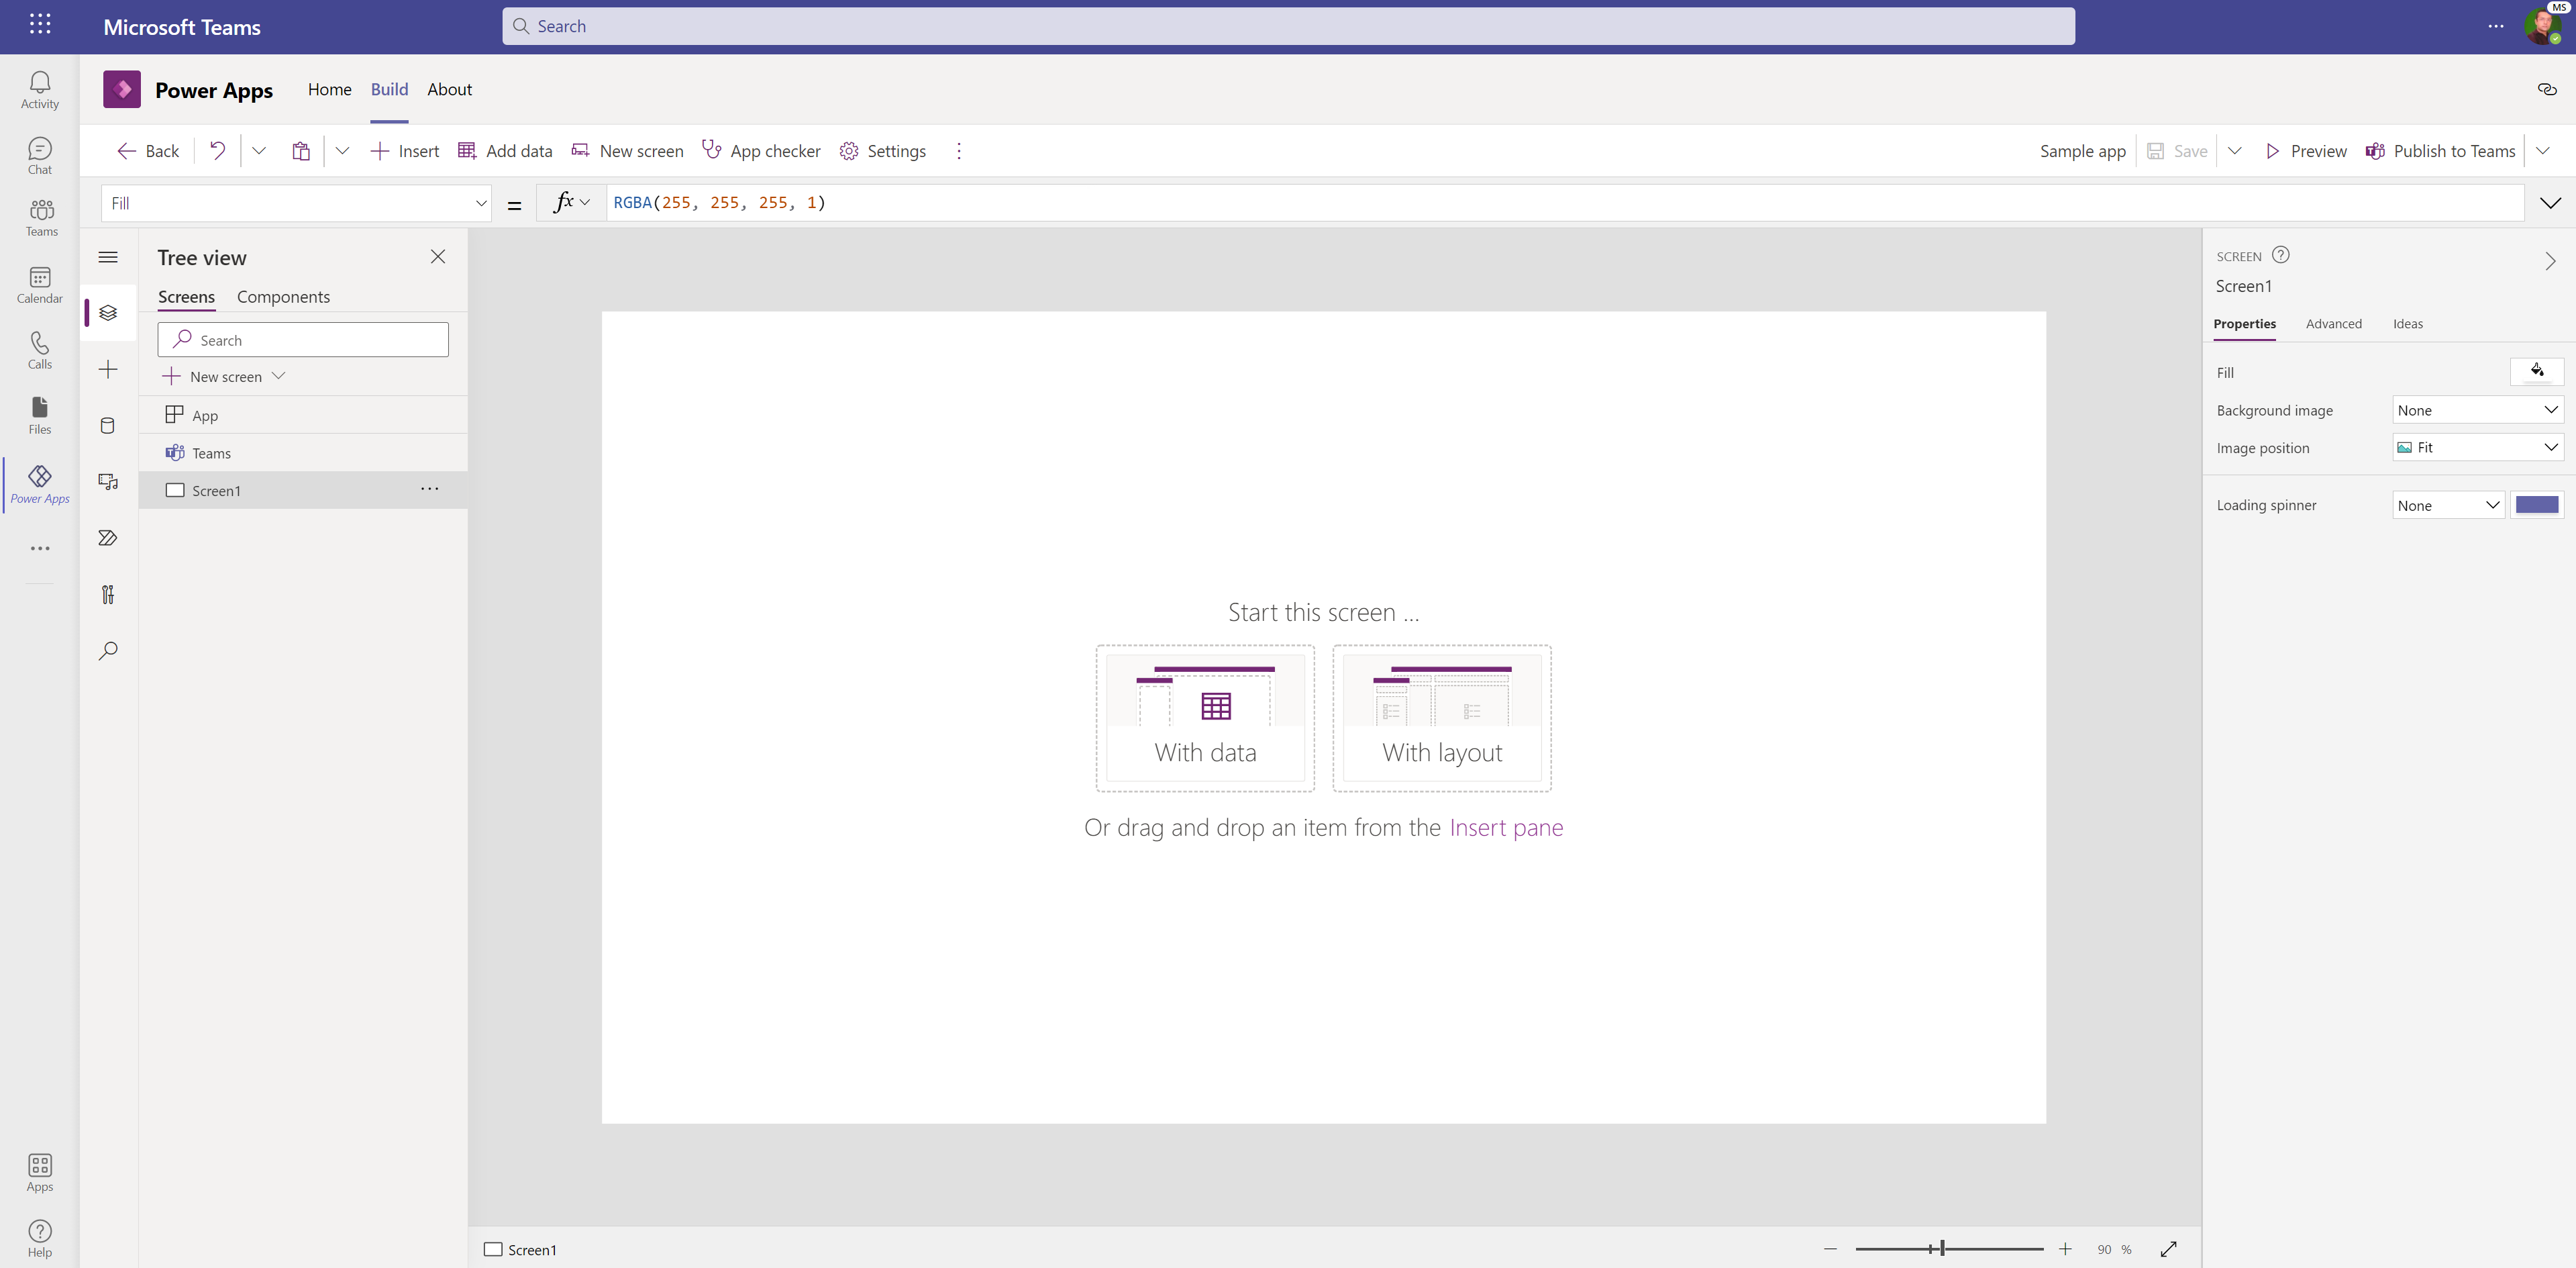 Microsoft Teams
Search
MS
Activity
Chat
Teams
Calendar
Calls
Files
Power Apps
Apps
Help
Power Apps
Home
Build
About
Back
Insert
Add data
New screen
App checker
Settings
Sample app
Save
Preview
Publish to Teams
Fill
=
fx
RGBA(255, 255, 255, 1)
Tree view
Screens
Components
Search
New screen
App
Teams
Screen1
Start this screen ...
With data
With layout
Or drag and drop an item from the Insert pane
Screen1
90 %
SCREEN
Screen1
Properties
Advanced
Ideas
Fill
Background image
None
Image position
Fit
Loading spinner
None